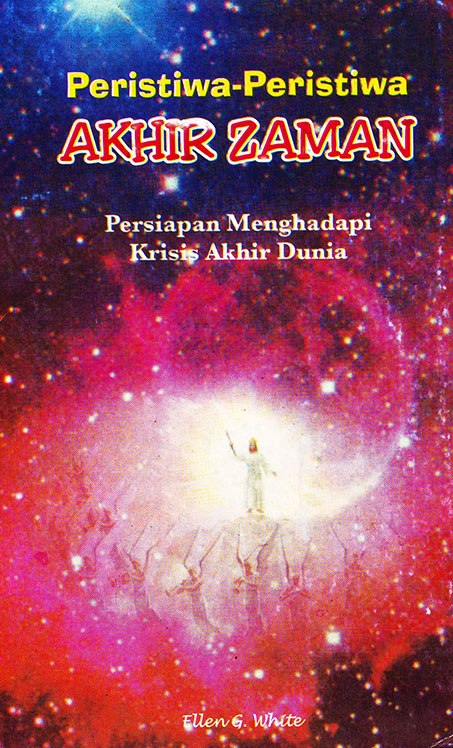 Peristiwa-Peristiwa
AKHIR ZAMAN
Persiapan Menghadapi
Krisis Akhir Dunia
Ellen G. White